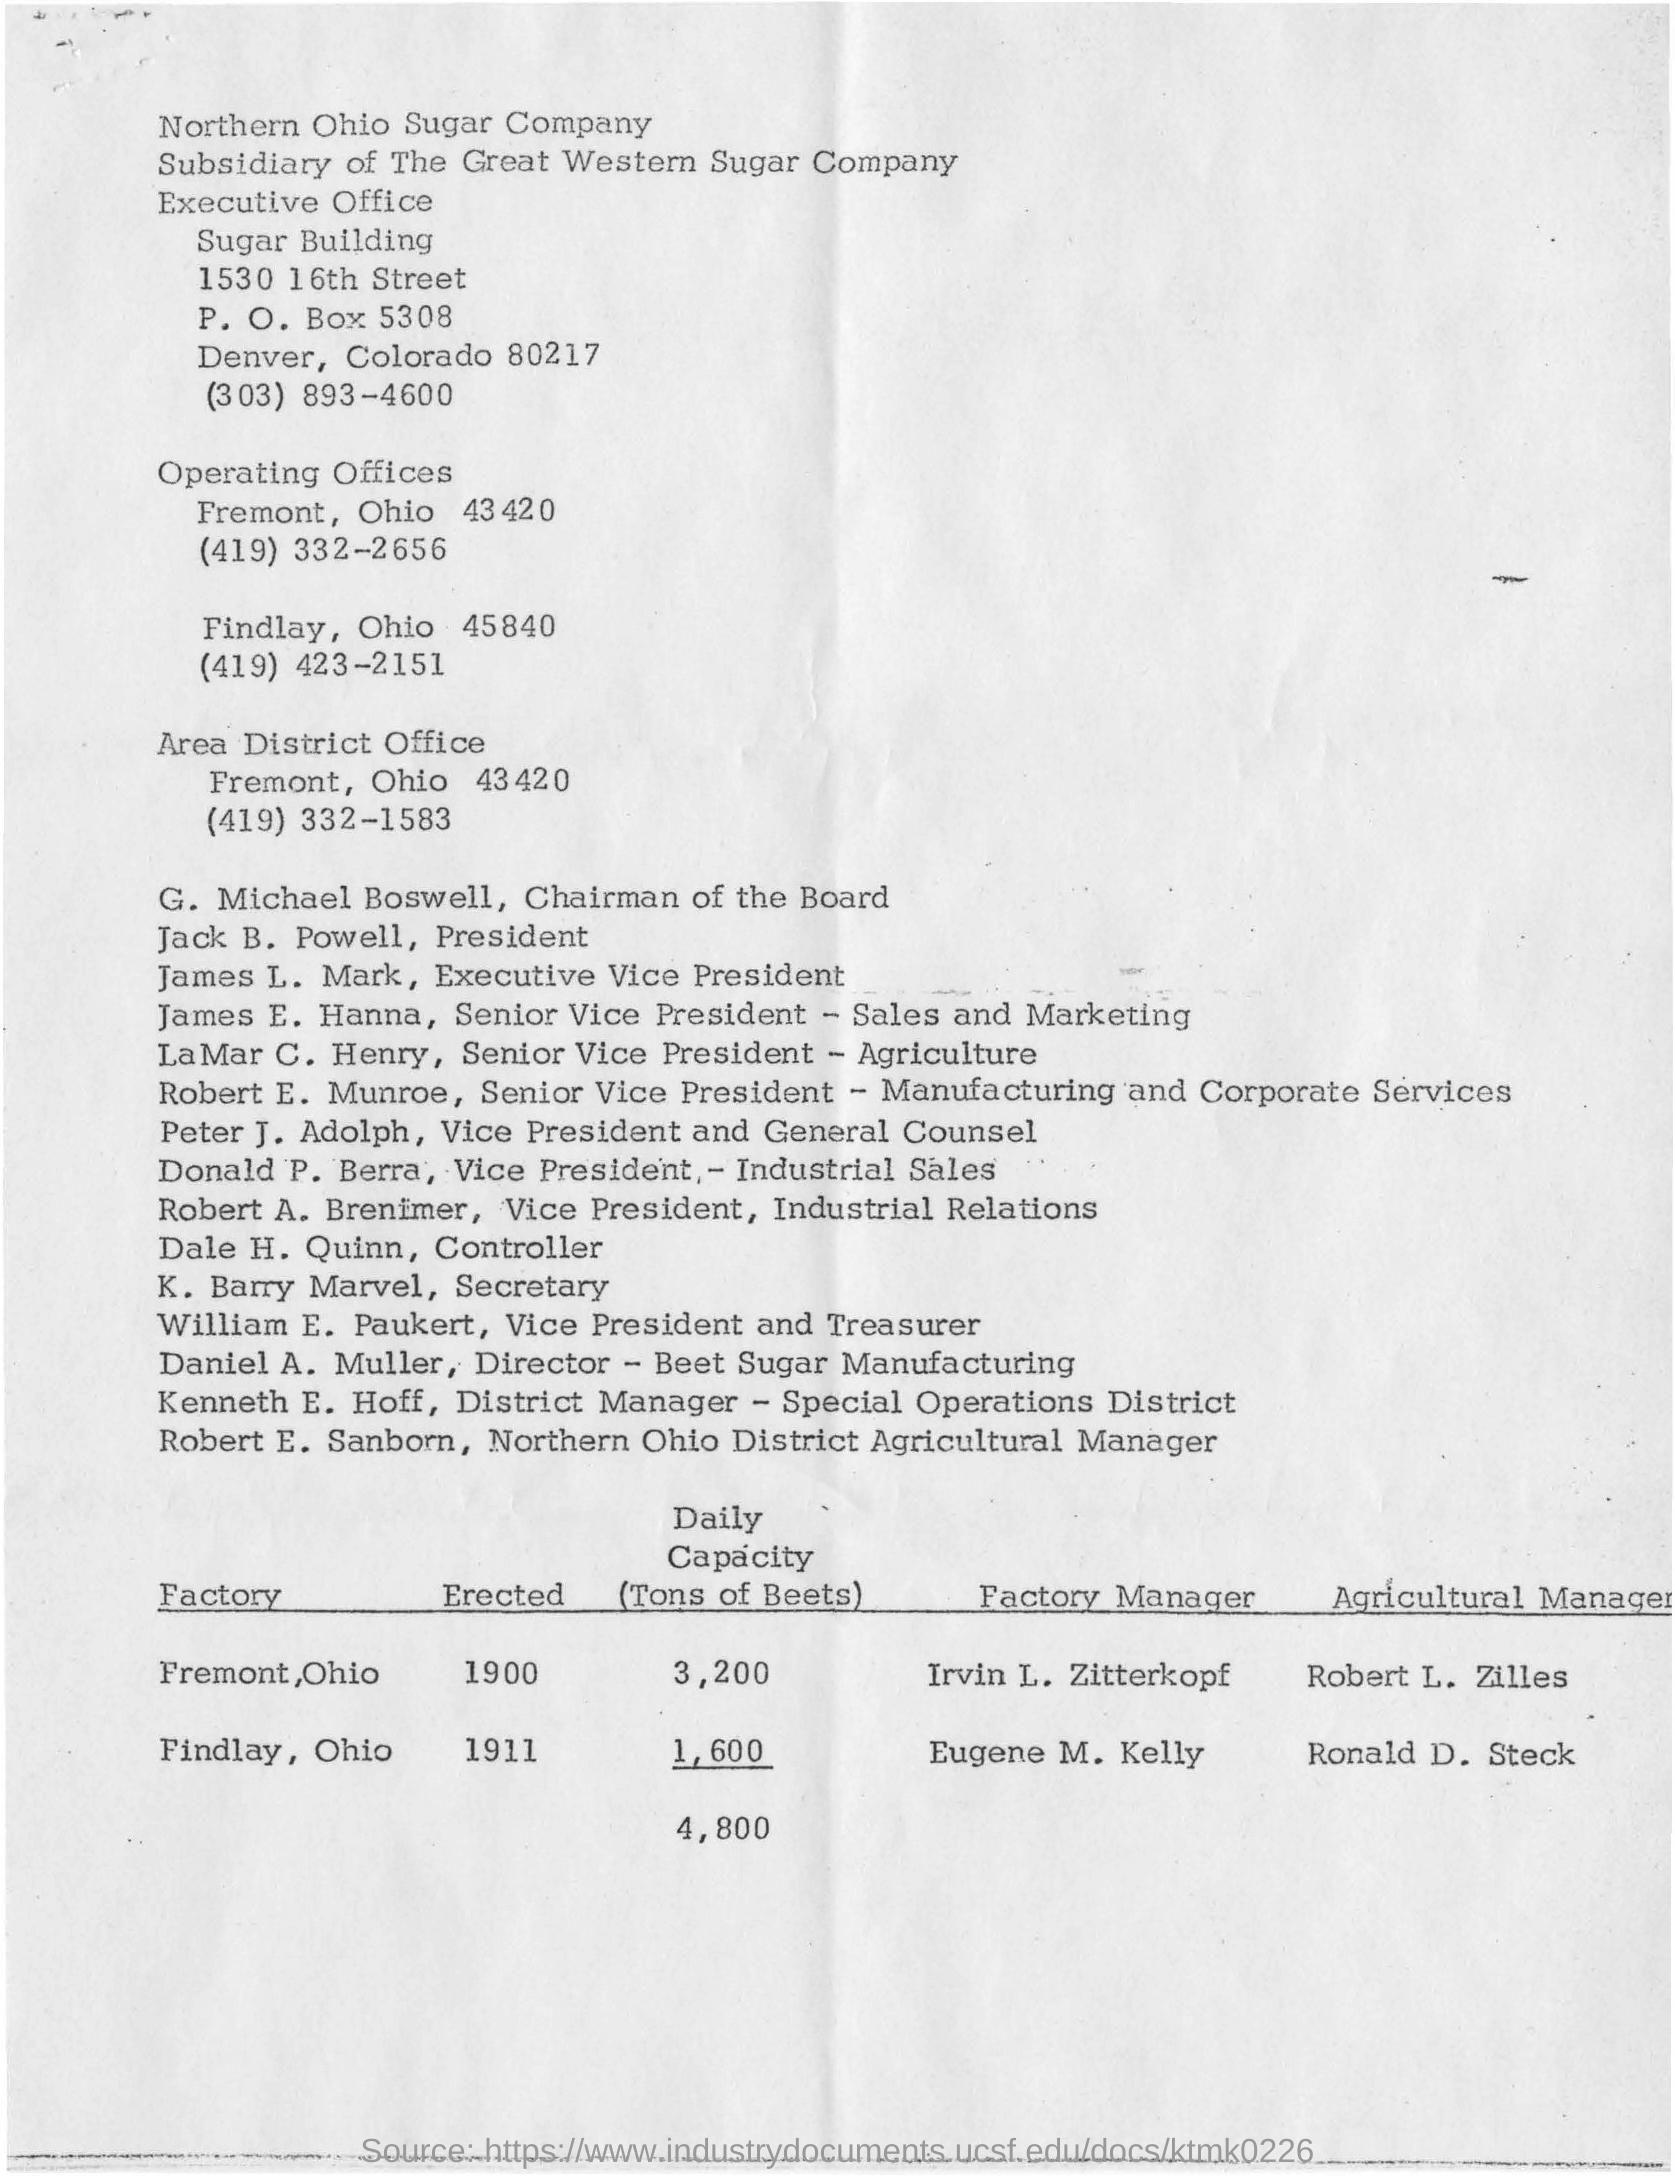 Northern Ohio Sugar Company
Subsidiary of The Great Western Sugar Company
Executive Office
Sugar Building
1530 16th Street
P. O. Box 5308
Denver, Colorado 80217
(303) 893-4600
Operating Offices
Fremont, Ohio 43420
(419) 332-2656
Findlay, Ohio 45840
(419) 423-2151
Area District Office
Fremont, Ohio 43420
(419) 332-1583
G. Michael Boswell, Chairman of the Board
Jack B. Powell, President
James L. Mark, Executive Vice President
James E. Hanna, Senior Vice President - Sales and Marketing
LaMar C. Henry, Senior Vice President - Agriculture
Robert E. Munroe, Senior Vice President - Manufacturing and Corporate Services
Peter J. Adolph, Vice President and General Counsel
Donald P. Berra, Vice President, - Industrial Sales
Robert A. Brenimer, Vice President, Industrial Relations
Dale H. Quinn, Controller
K. Barry Marvel, Secretary
William E. Paukert, Vice President and Treasurer
Daniel A. Muller, Director - Beet Sugar Manufacturing
Kenneth E. Hoff, District Manager - Special Operations District
Robert E. Sanborn, Northern Ohio District Agricultural Manager
Daily
Capacity
Factory Erected (Tons of Beets) Factory Manager Agricultural Manager
Fremont,Ohio 1900 3,200 Irvin L. Zitterkopf Robert L. Zilles
Findlay, Ohio 1911 1,600 Eugene M. Kelly Ronald D. Steck
4,800
Source: https://www.industrydocuments.ucsf.edu/docs/ktmk0226